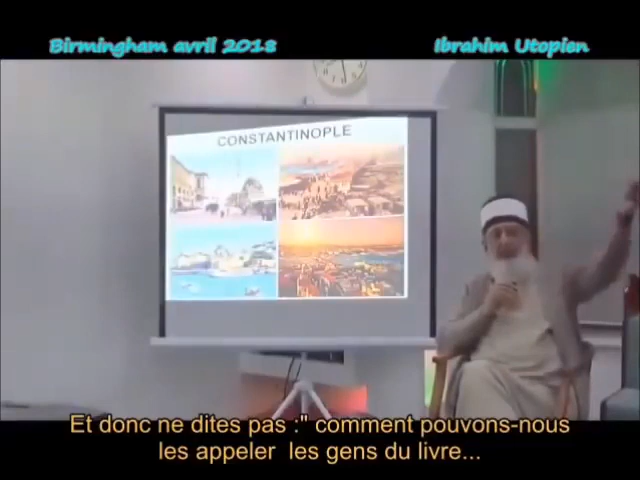 Birmingham avril 2018 Ibrahim Utopien
CONSTANTINOPLE
Et donc ne dites pas :" comment pouvons-nous
les appeler les gens du livre...